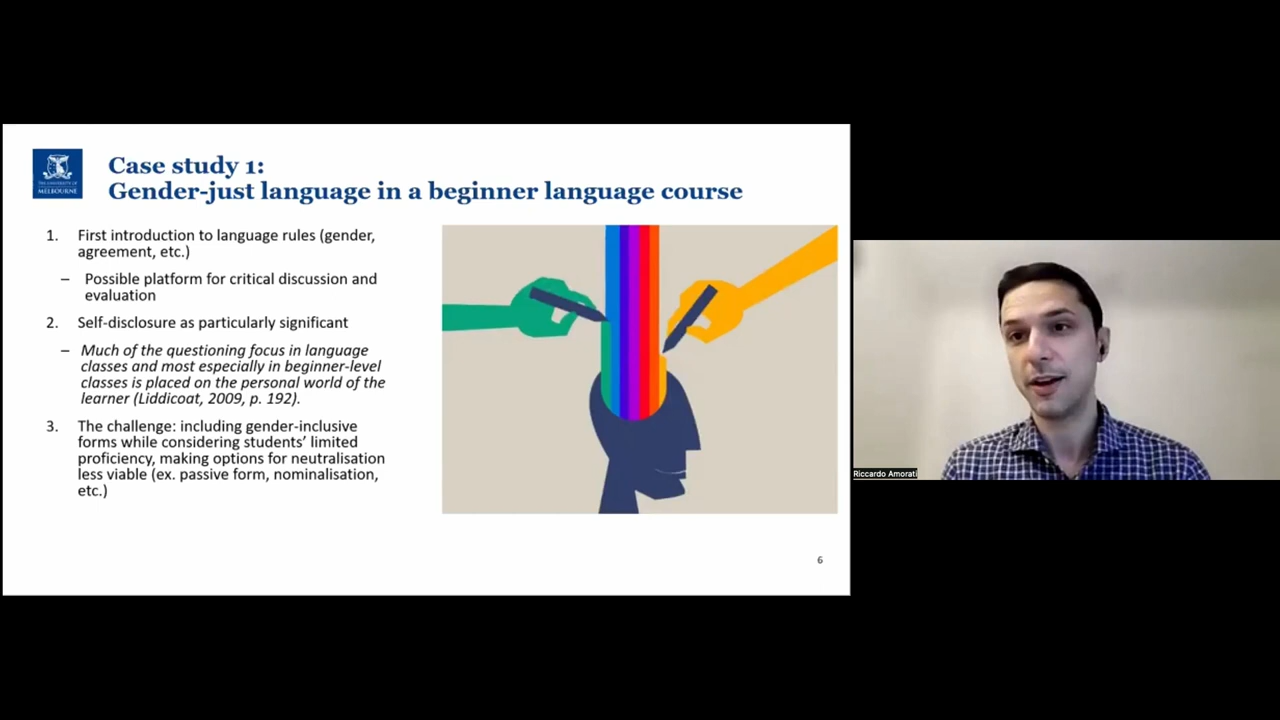 THE UNIVERSITY OF
MELBOURNE
Case study 1:
Gender-just language in a beginner language course
1. First introduction to language rules (gender,
agreement, etc.)
– Possible platform for critical discussion and
evaluation
2. Self-disclosure as particularly significant
– Much of the questioning focus in language
classes and most especially in beginner-level
classes is placed on the personal world of the
learner (Liddicoat, 2009, p. 192).
3. The challenge: including gender-inclusive
forms while considering students’ limited
proficiency, making options for neutralisation
less viable (ex. passive form, nominalisation,
etc.)
6
Riccardo Amorati